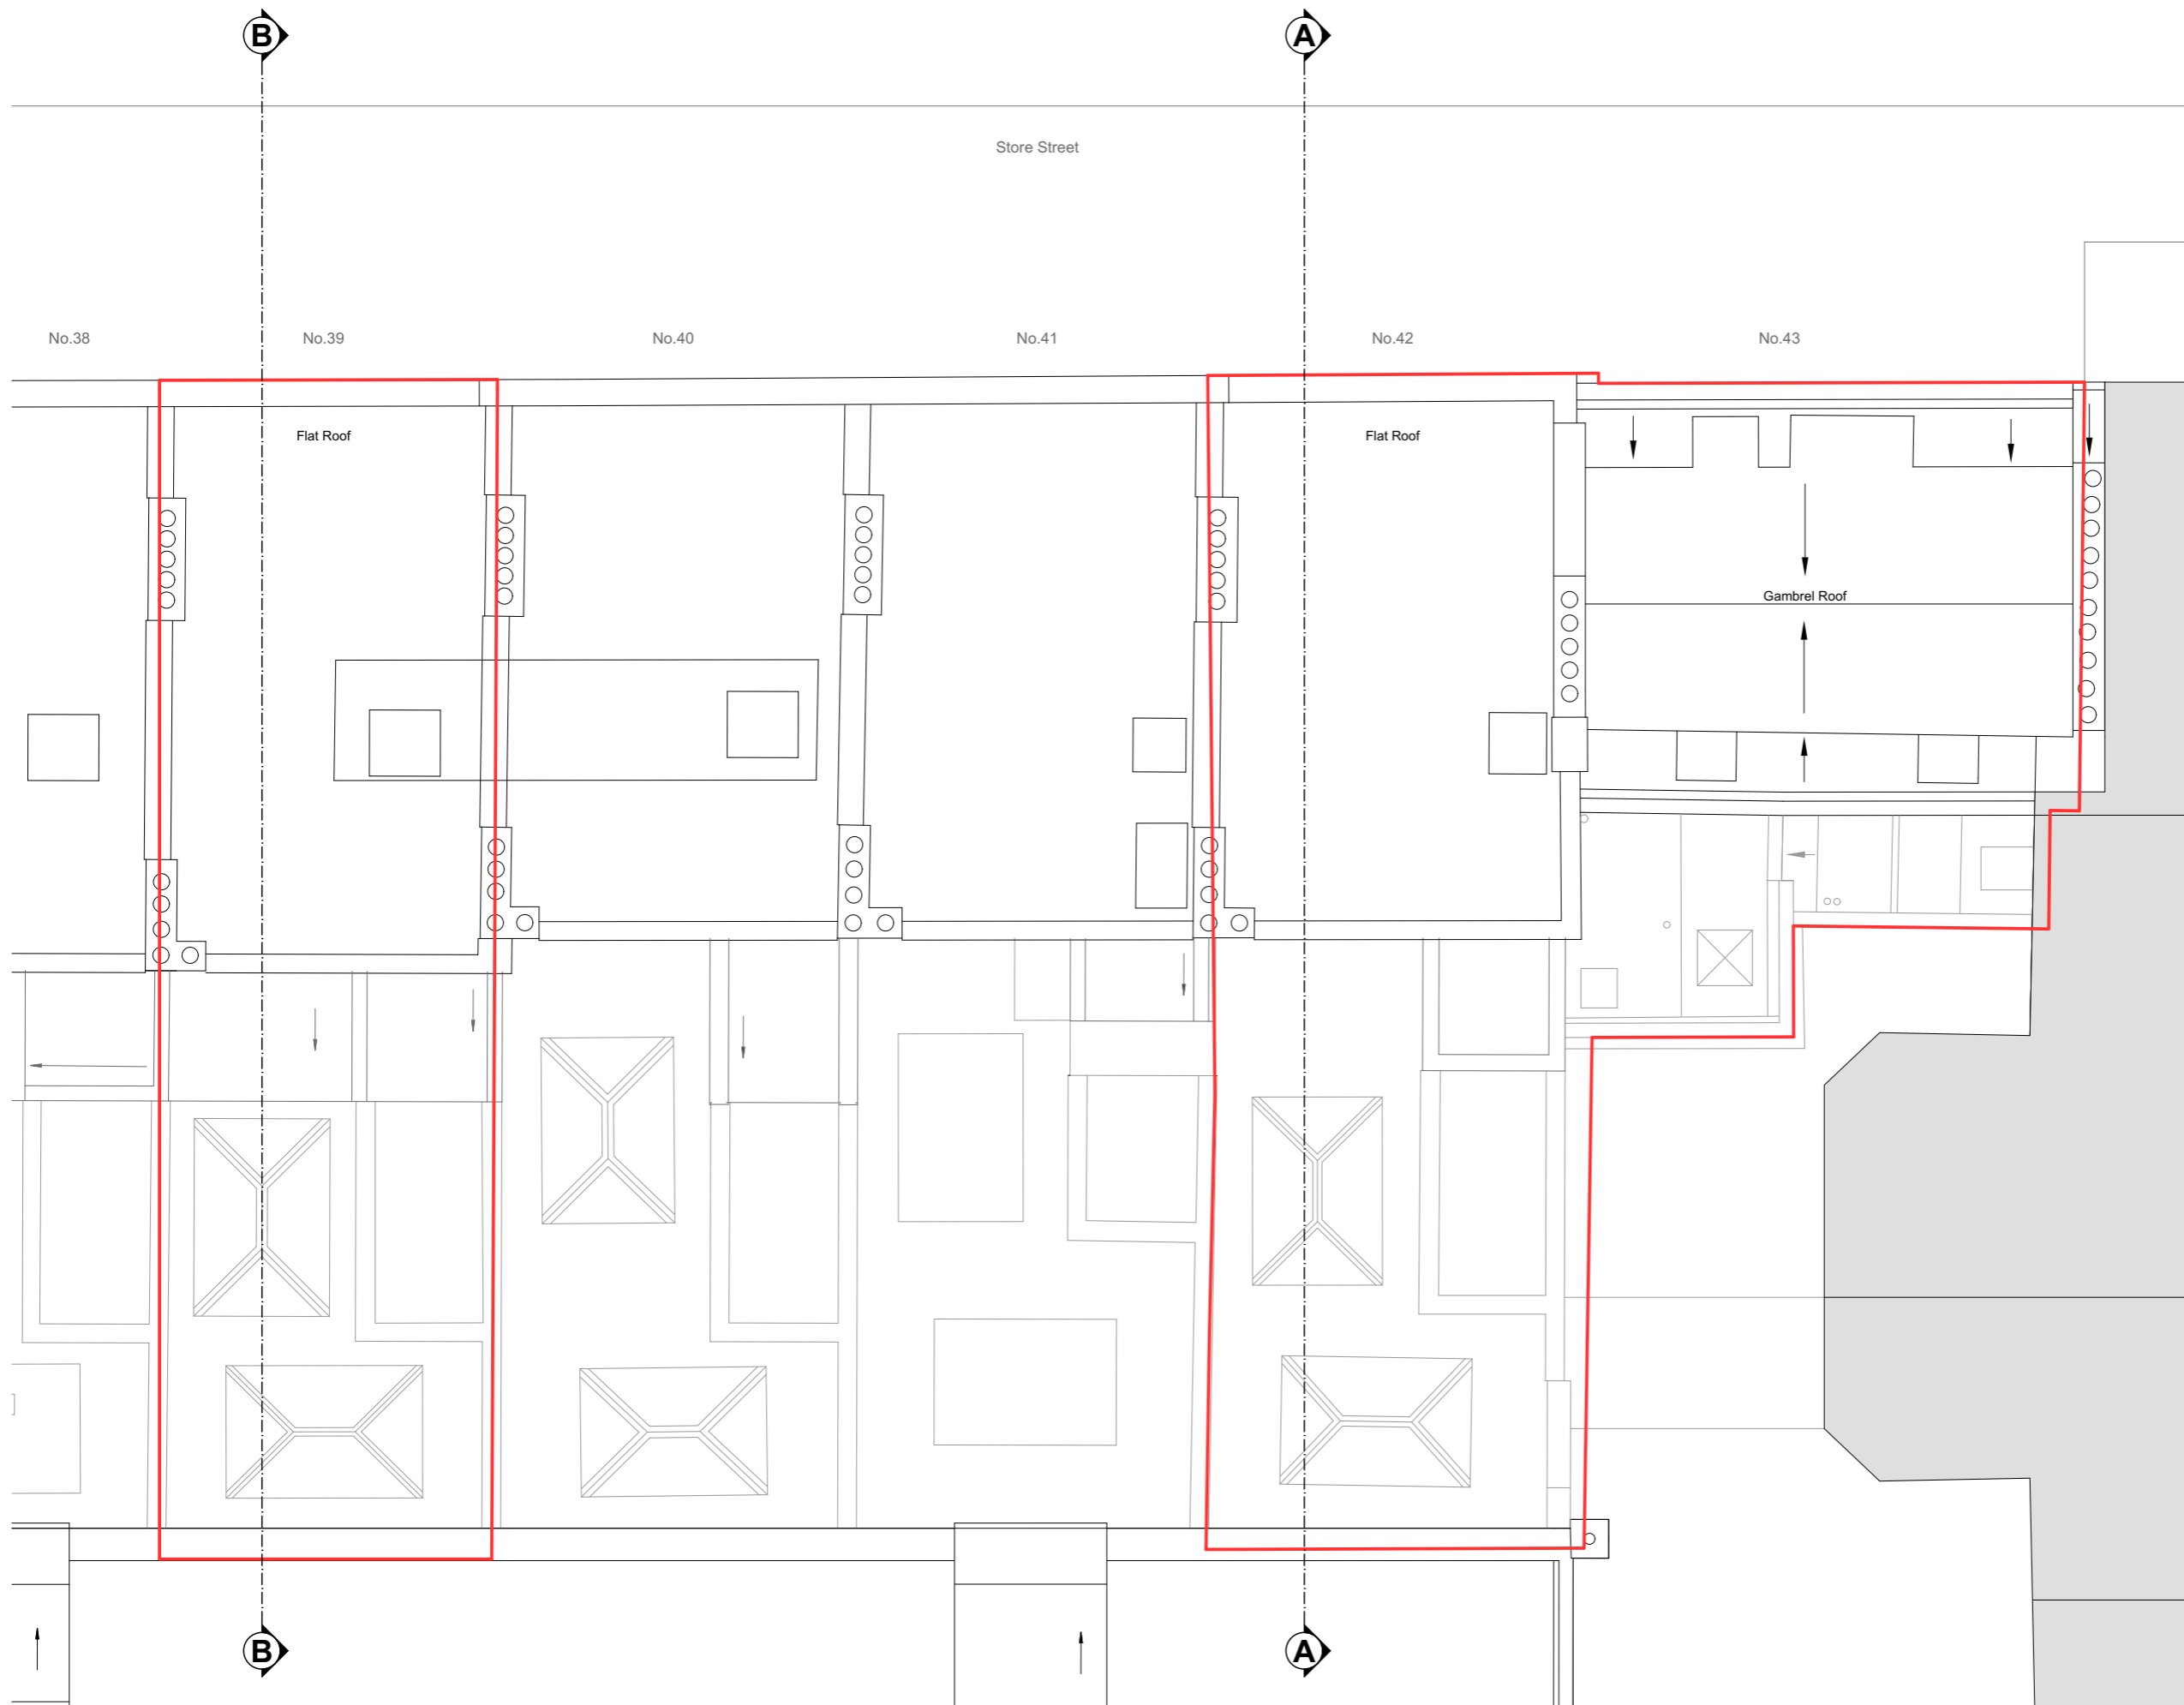 B
A
Store Street
No.38
No.39
No.40
No.41
No.42
No.43
Flat Roof
Flat Roof
Gambrel Roof
B
A